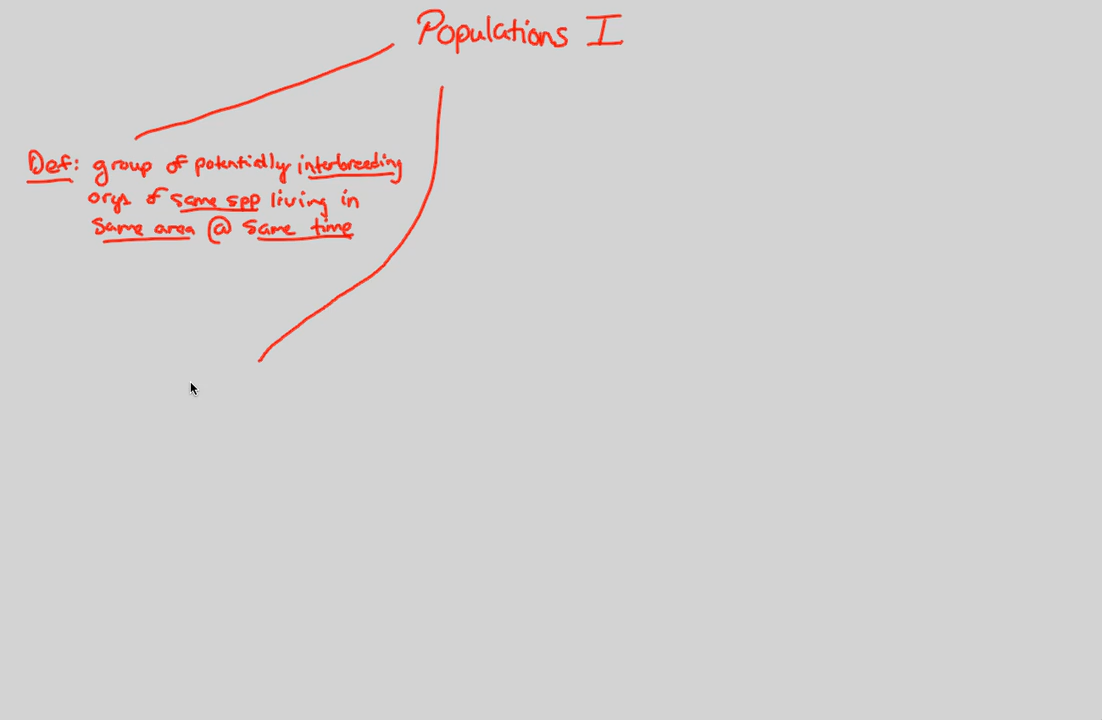 Populations I
Def: group of potentially interbreeding
orgs of same spp living in
same area @ same time